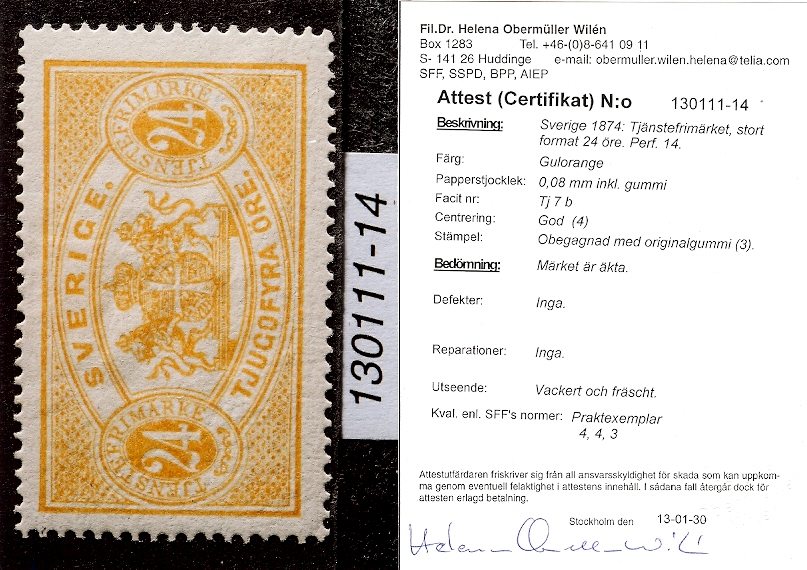 TJENSTEFRIMÄRKE
24
SVERIGE.
TJUGOFYRA ÖRE.
TJENSTEFRIMÄRKE
24
130111-14
Fil.Dr. Helena Obermüller Wilén
Box 1283 Tel. +46-(0)8-641 09 11
S- 141 26 Huddinge e-mail: obermuller.wilen.helena@telia.com
SFF, SSPD, BPP, AIEP
Attest (Certifikat) N:o 130111-14
Beskrivning: Sverige 1874: Tjänstefrimärket, stort
format 24 öre. Perf. 14.
Färg: Gulorange
Papperstjocklek: 0,08 mm inkl. gummi
Facit nr: Tj 7 b
Centrering: God (4)
Stämpel: Obegagnad med originalgummi (3).
Bedömning: Märket är äkta.
Defekter: Inga.
Reparationer: Inga.
Utseende: Vackert och fräscht.
Kval. enl. SFF's normer: Praktexemplar
4, 4, 3
Attestutfärdaren friskriver sig från all ansvarsskyldighet för skada som kan uppkom-
ma genom eventuell felaktighet i attestens innehåll. I sådana fall återgår dock för
attesten erlagd betalning.
Stockholm den 13-01-30